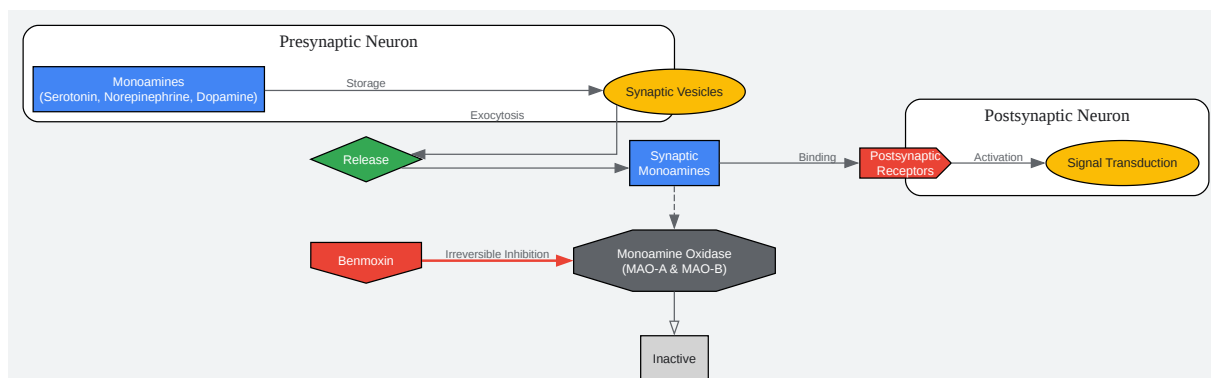 Presynaptic Neuron
Monoamines
(Serotonin, Norepinephrine, Dopamine)
Storage
Synaptic Vesicles
Exocytosis
Release
Synaptic
Monoamines
Binding
Postsynaptic Neuron
Postsynaptic
Receptors
Activation
Signal Transduction
Benmoxin
Irreversible Inhibition
Monoamine Oxidase
(MAO-A & MAO-B)
Inactive